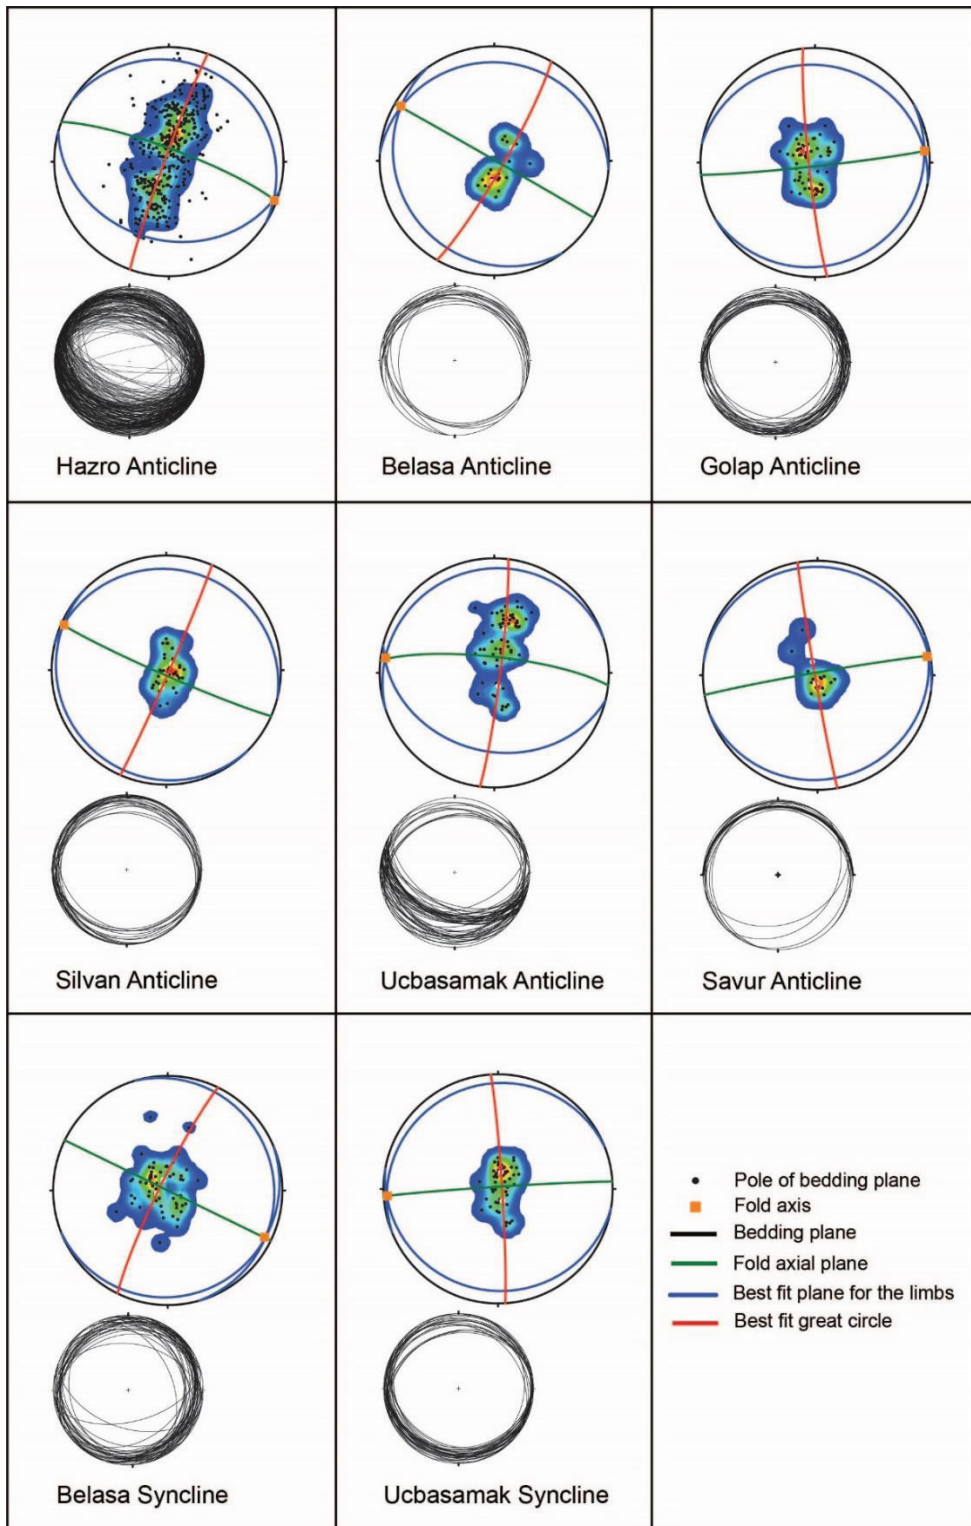 Hazro Anticline
Belasa Anticline
Golap Anticline
Silvan Anticline
Ucbasamak Anticline
Savur Anticline
Belasa Syncline
Ucbasamak Syncline
Pole of bedding plane
Fold axis
Bedding plane
Fold axial plane
Best fit plane for the limbs
Best fit great circle